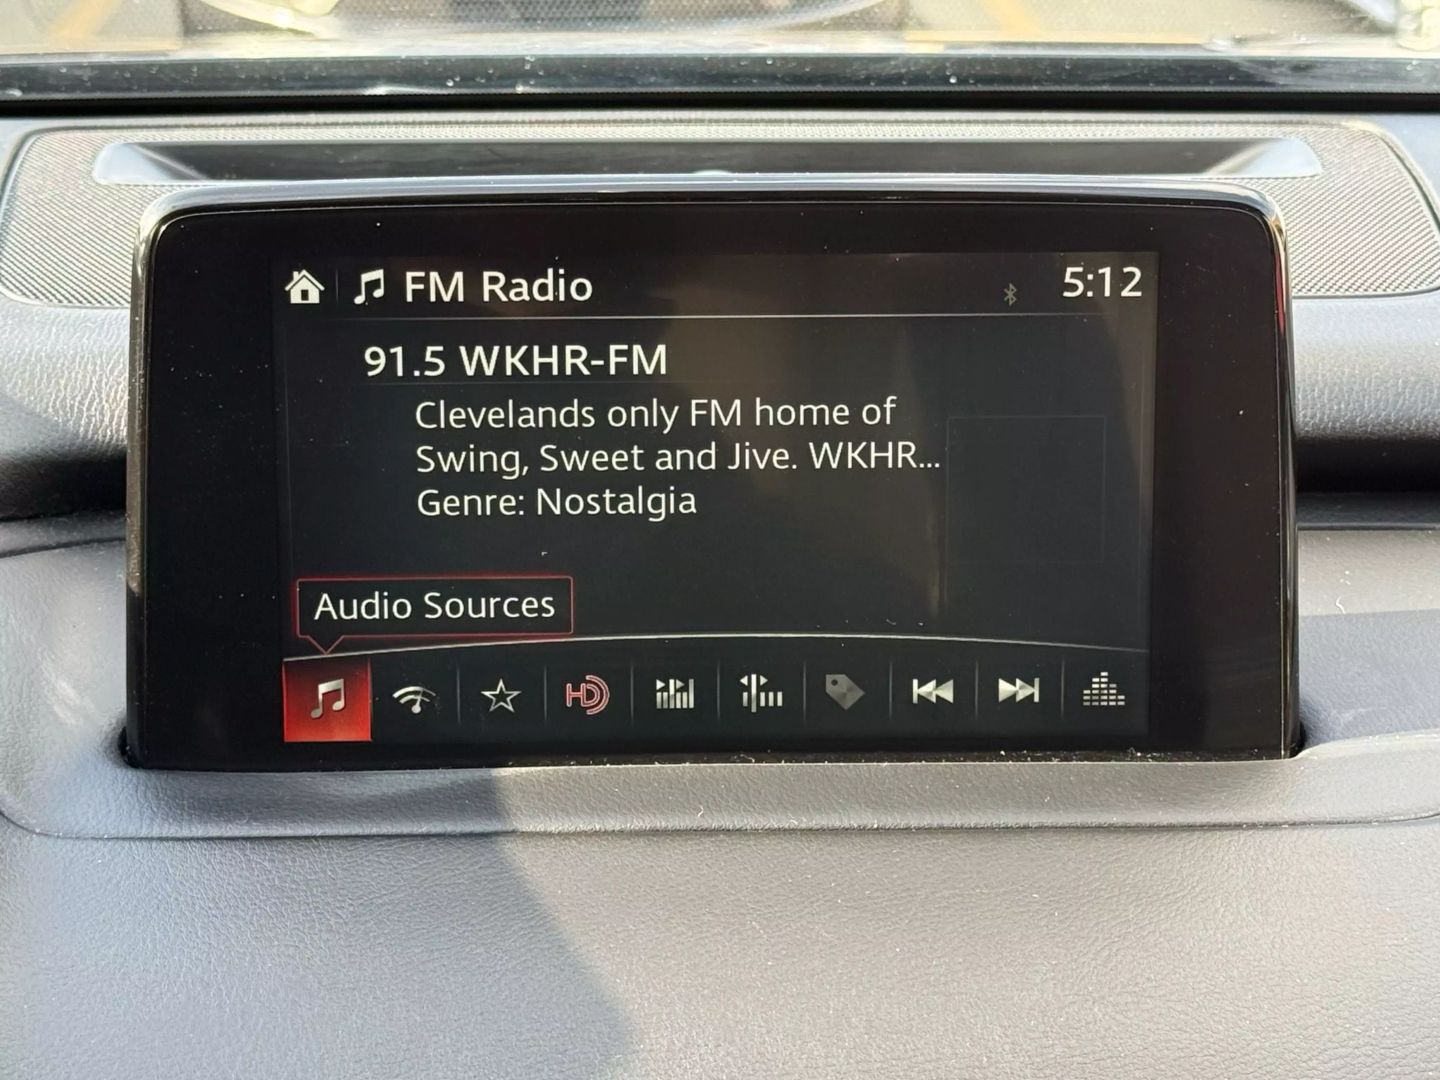 FM Radio
5:12
91.5 WKHR-FM
Clevelands only FM home of
Swing, Sweet and Jive. WKHR...
Genre: Nostalgia
Audio Sources
HD